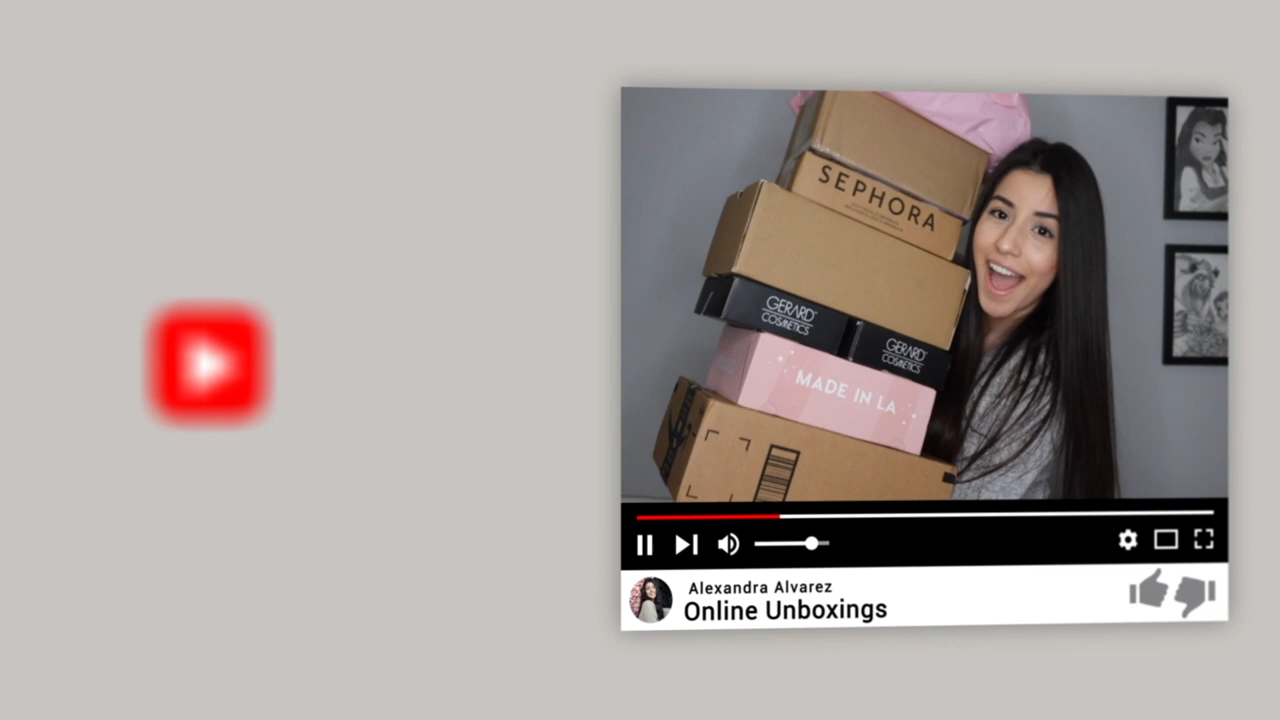 SEPHORA
GERARD
COSMETICS
GERARD
COSMETICS
MADE IN LA
Alexandra Alvarez
Online Unboxings